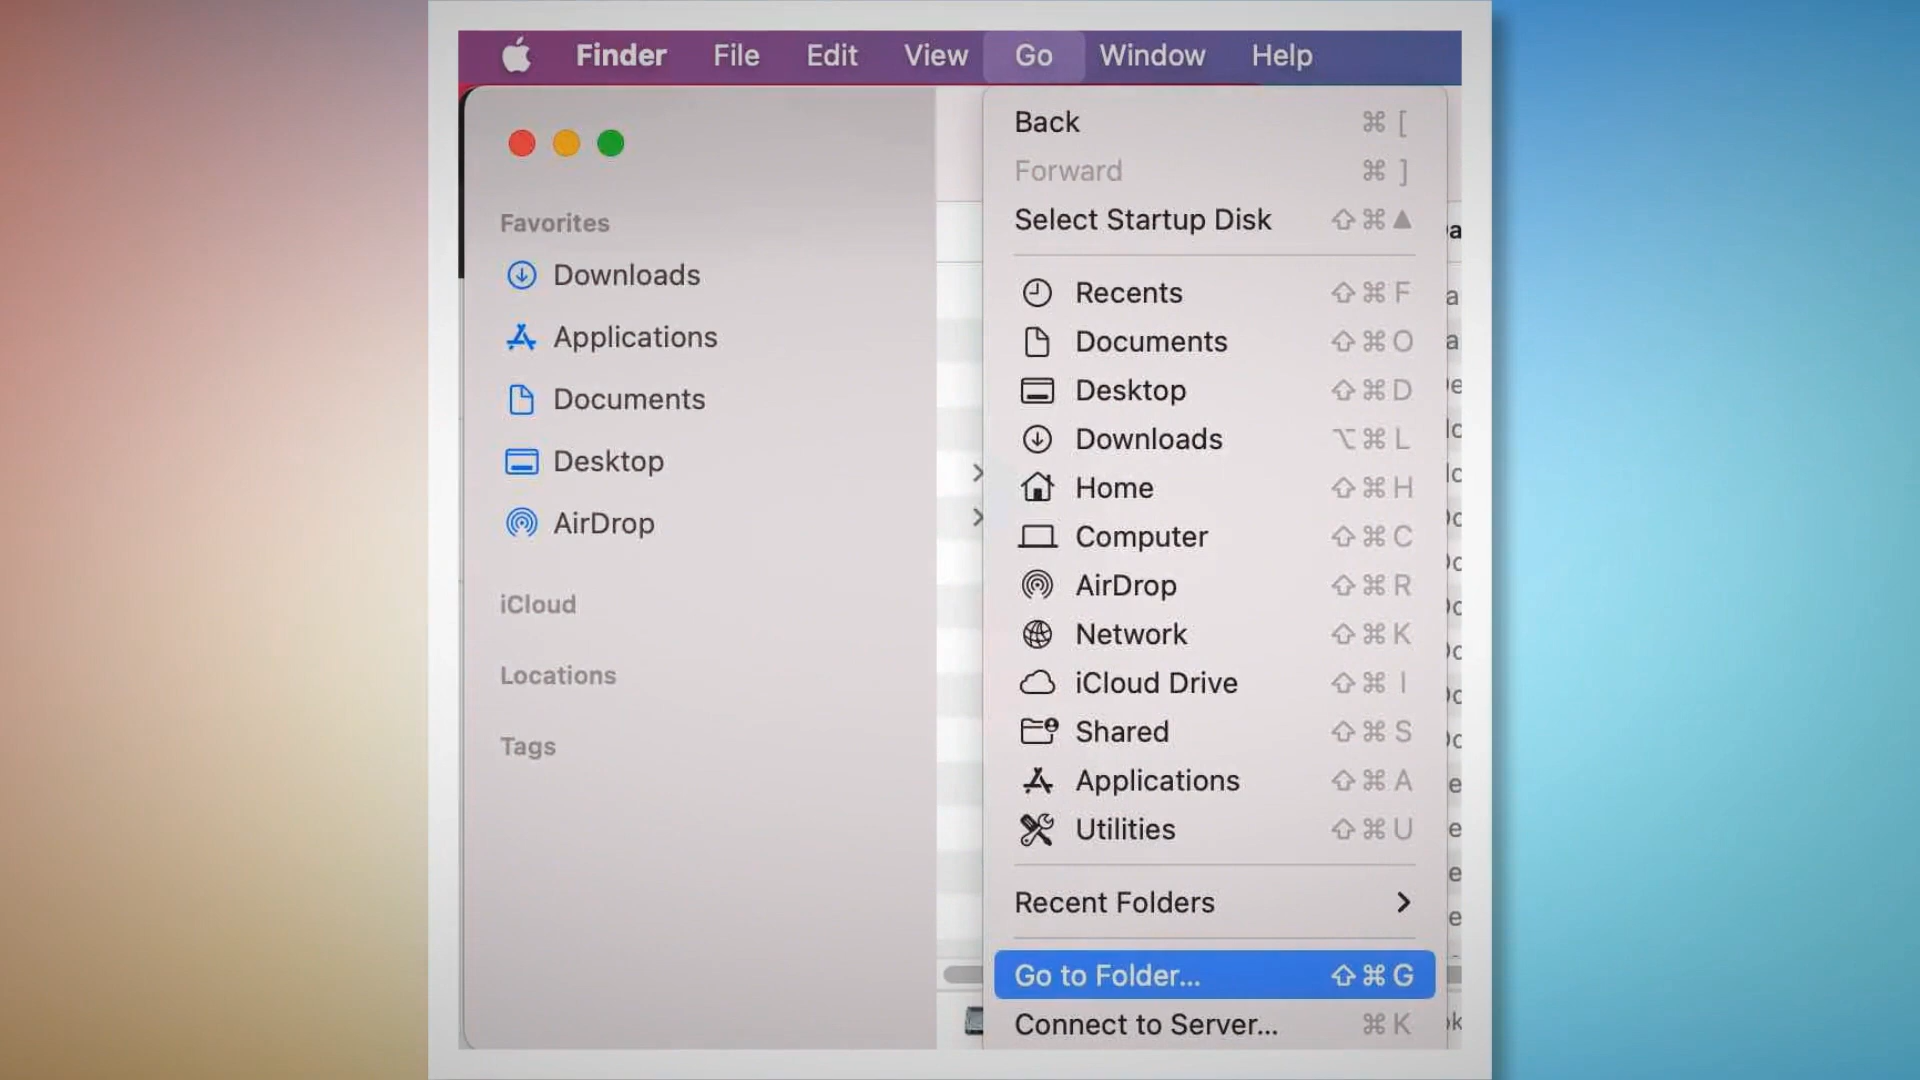 Finder File Edit View Go Window Help
Favorites
Downloads
Applications
Documents
Desktop
AirDrop
iCloud
Locations
Tags
Back ⌘ [
Forward ⌘ ]
Select Startup Disk ⇧ ⌘ ▲
Recents ⇧ ⌘ F
Documents ⇧ ⌘ O
Desktop ⇧ ⌘ D
Downloads ⌥ ⌘ L
Home ⇧ ⌘ H
Computer ⇧ ⌘ C
AirDrop ⇧ ⌘ R
Network ⇧ ⌘ K
iCloud Drive ⇧ ⌘ I
Shared ⇧ ⌘ S
Applications ⇧ ⌘ A
Utilities ⇧ ⌘ U
Recent Folders
Go to Folder... ⇧ ⌘ G
Connect to Server... ⌘ K